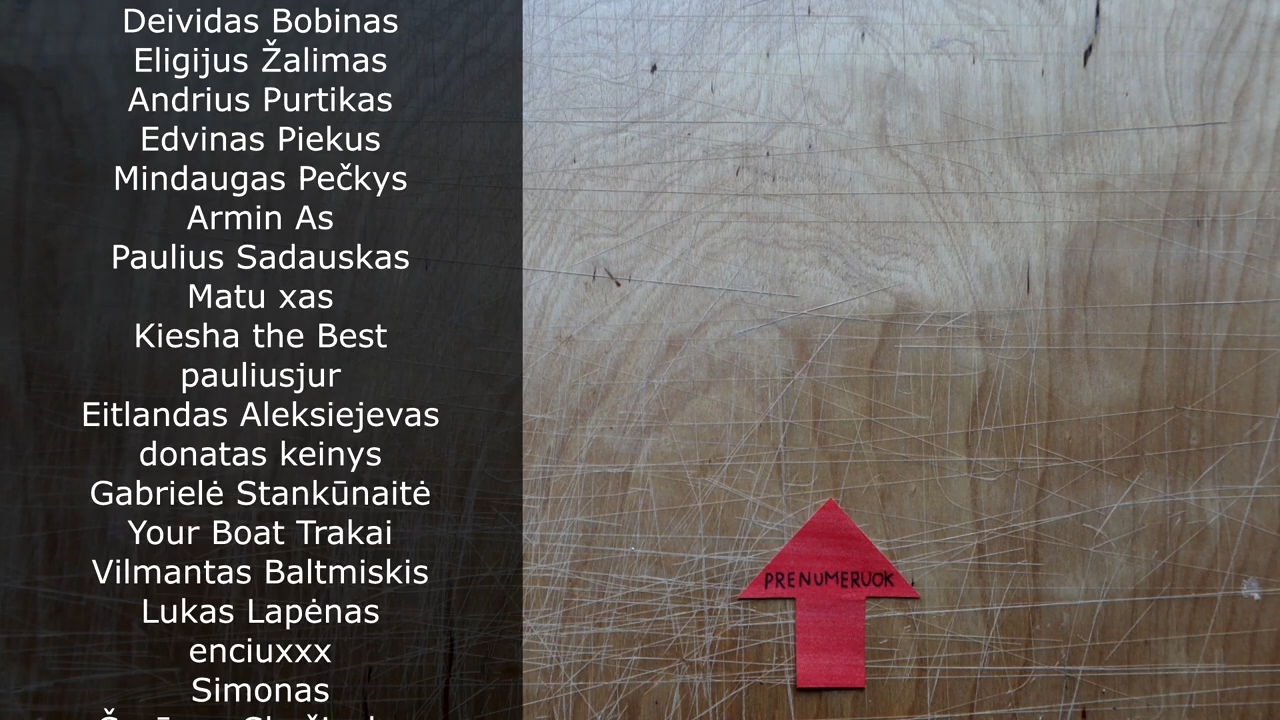 Deividas Bobinas
Eligijus Žalimas
Andrius Purtikas
Edvinas Piekus
Mindaugas Pečkys
Armin As
Paulius Sadauskas
Matu xas
Kiesha the Best
pauliusjur
Eitlandas Aleksiejevas
donatas keinys
Gabrielė Stankūnaitė
Your Boat Trakai
Vilmantas Baltmiskis
Lukas Lapėnas
enciuxxx
Simonas
PRENUMERUOK